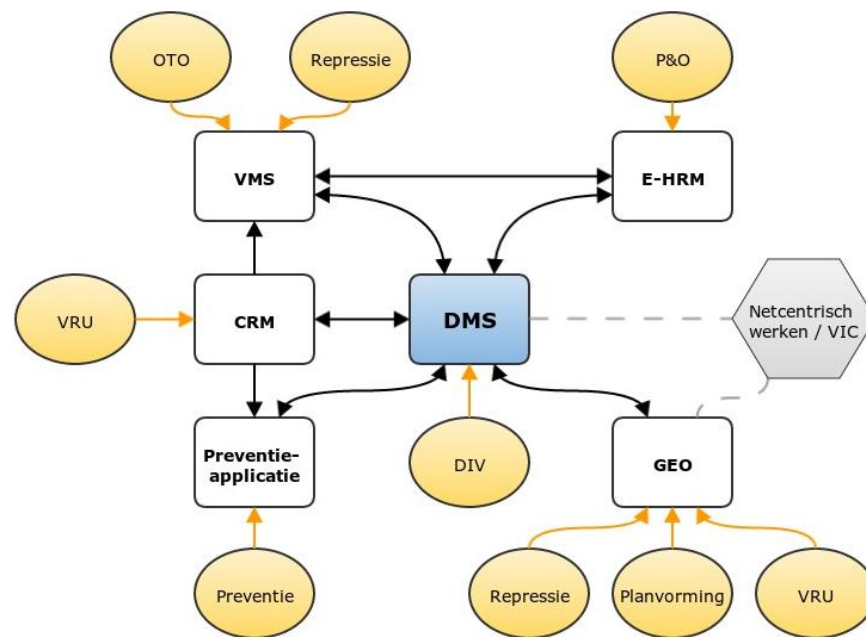 OTO
Repressie
P&O
VMS
E-HRM
VRU
CRM
DMS
Netcentrisch
werken / VIC
Preventie-
applicatie
DIV
GEO
Preventie
Repressie
Planvorming
VRU